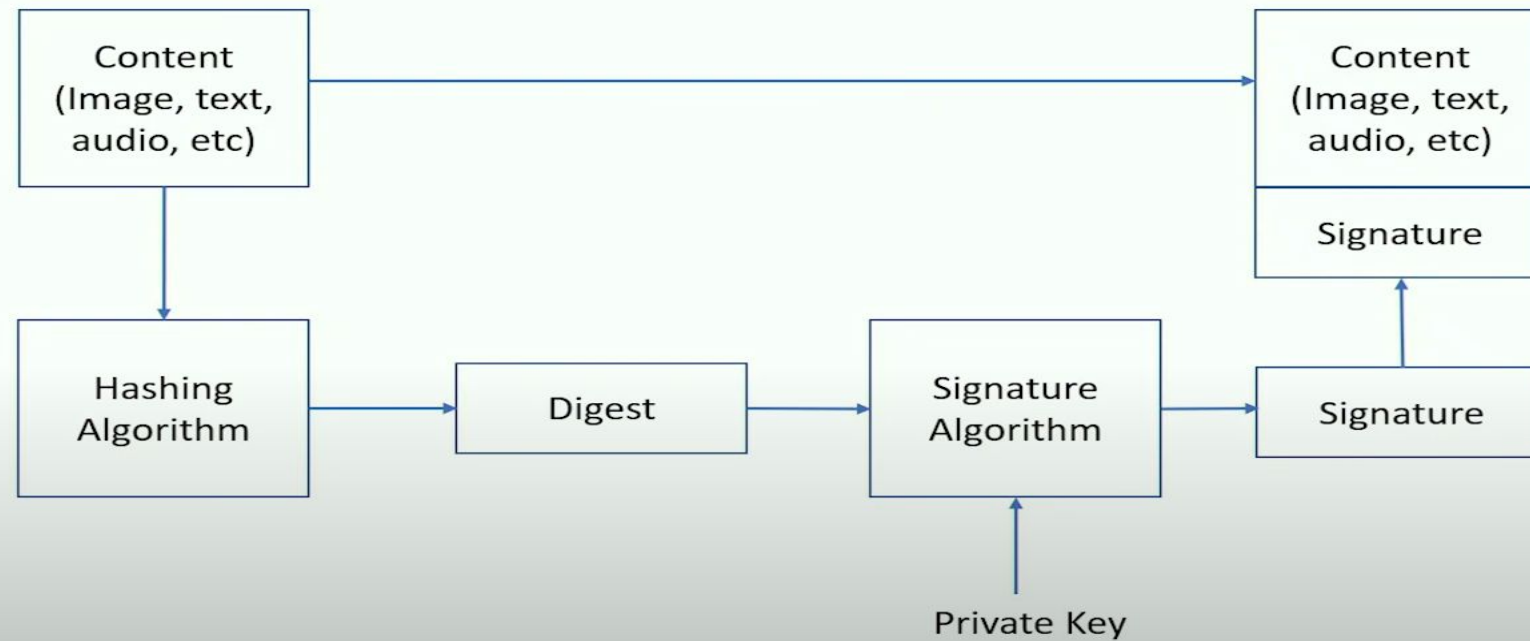 Content
(Image, text,
audio, etc)
Content
(Image, text,
audio, etc)
Signature
Hashing
Algorithm
Digest
Signature
Algorithm
Signature
Private Key